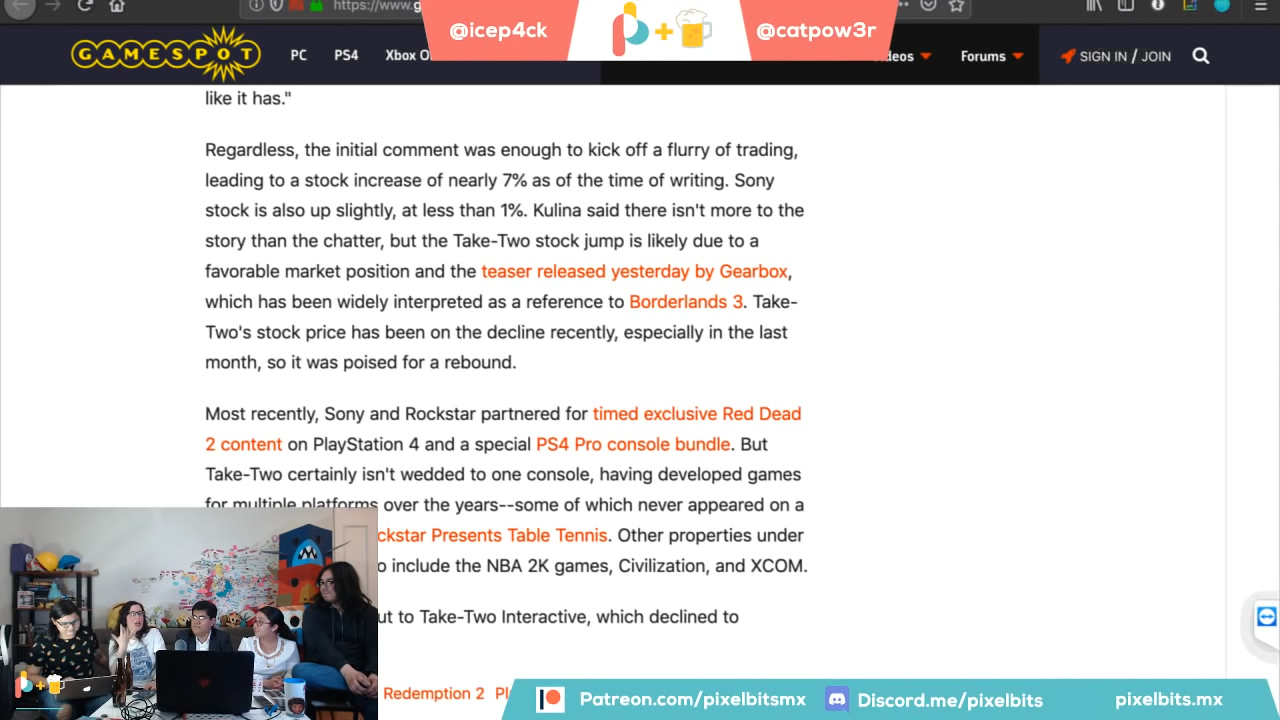 https://www.g
@icep4ck
@catpow3r
GAMESPOT
PC
PS4
Xbox O
Forums
SIGN IN / JOIN
like it has."
Regardless, the initial comment was enough to kick off a flurry of trading,
leading to a stock increase of nearly 7% as of the time of writing. Sony
stock is also up slightly, at less than 1%. Kulina said there isn't more to the
story than the chatter, but the Take-Two stock jump is likely due to a
favorable market position and the teaser released yesterday by Gearbox,
which has been widely interpreted as a reference to Borderlands 3. Take-
Two's stock price has been on the decline recently, especially in the last
month, so it was poised for a rebound.
Most recently, Sony and Rockstar partnered for timed exclusive Red Dead
2 content on PlayStation 4 and a special PS4 Pro console bundle. But
Take-Two certainly isn't wedded to one console, having developed games
for multiple platforms over the years--some of which never appeared on a
ckstar Presents Table Tennis. Other properties under
o include the NBA 2K games, Civilization, and XCOM.
ut to Take-Two Interactive, which declined to
Redemption 2
Patreon.com/pixelbitsmx
Discord.me/pixelbits
pixelbits.mx